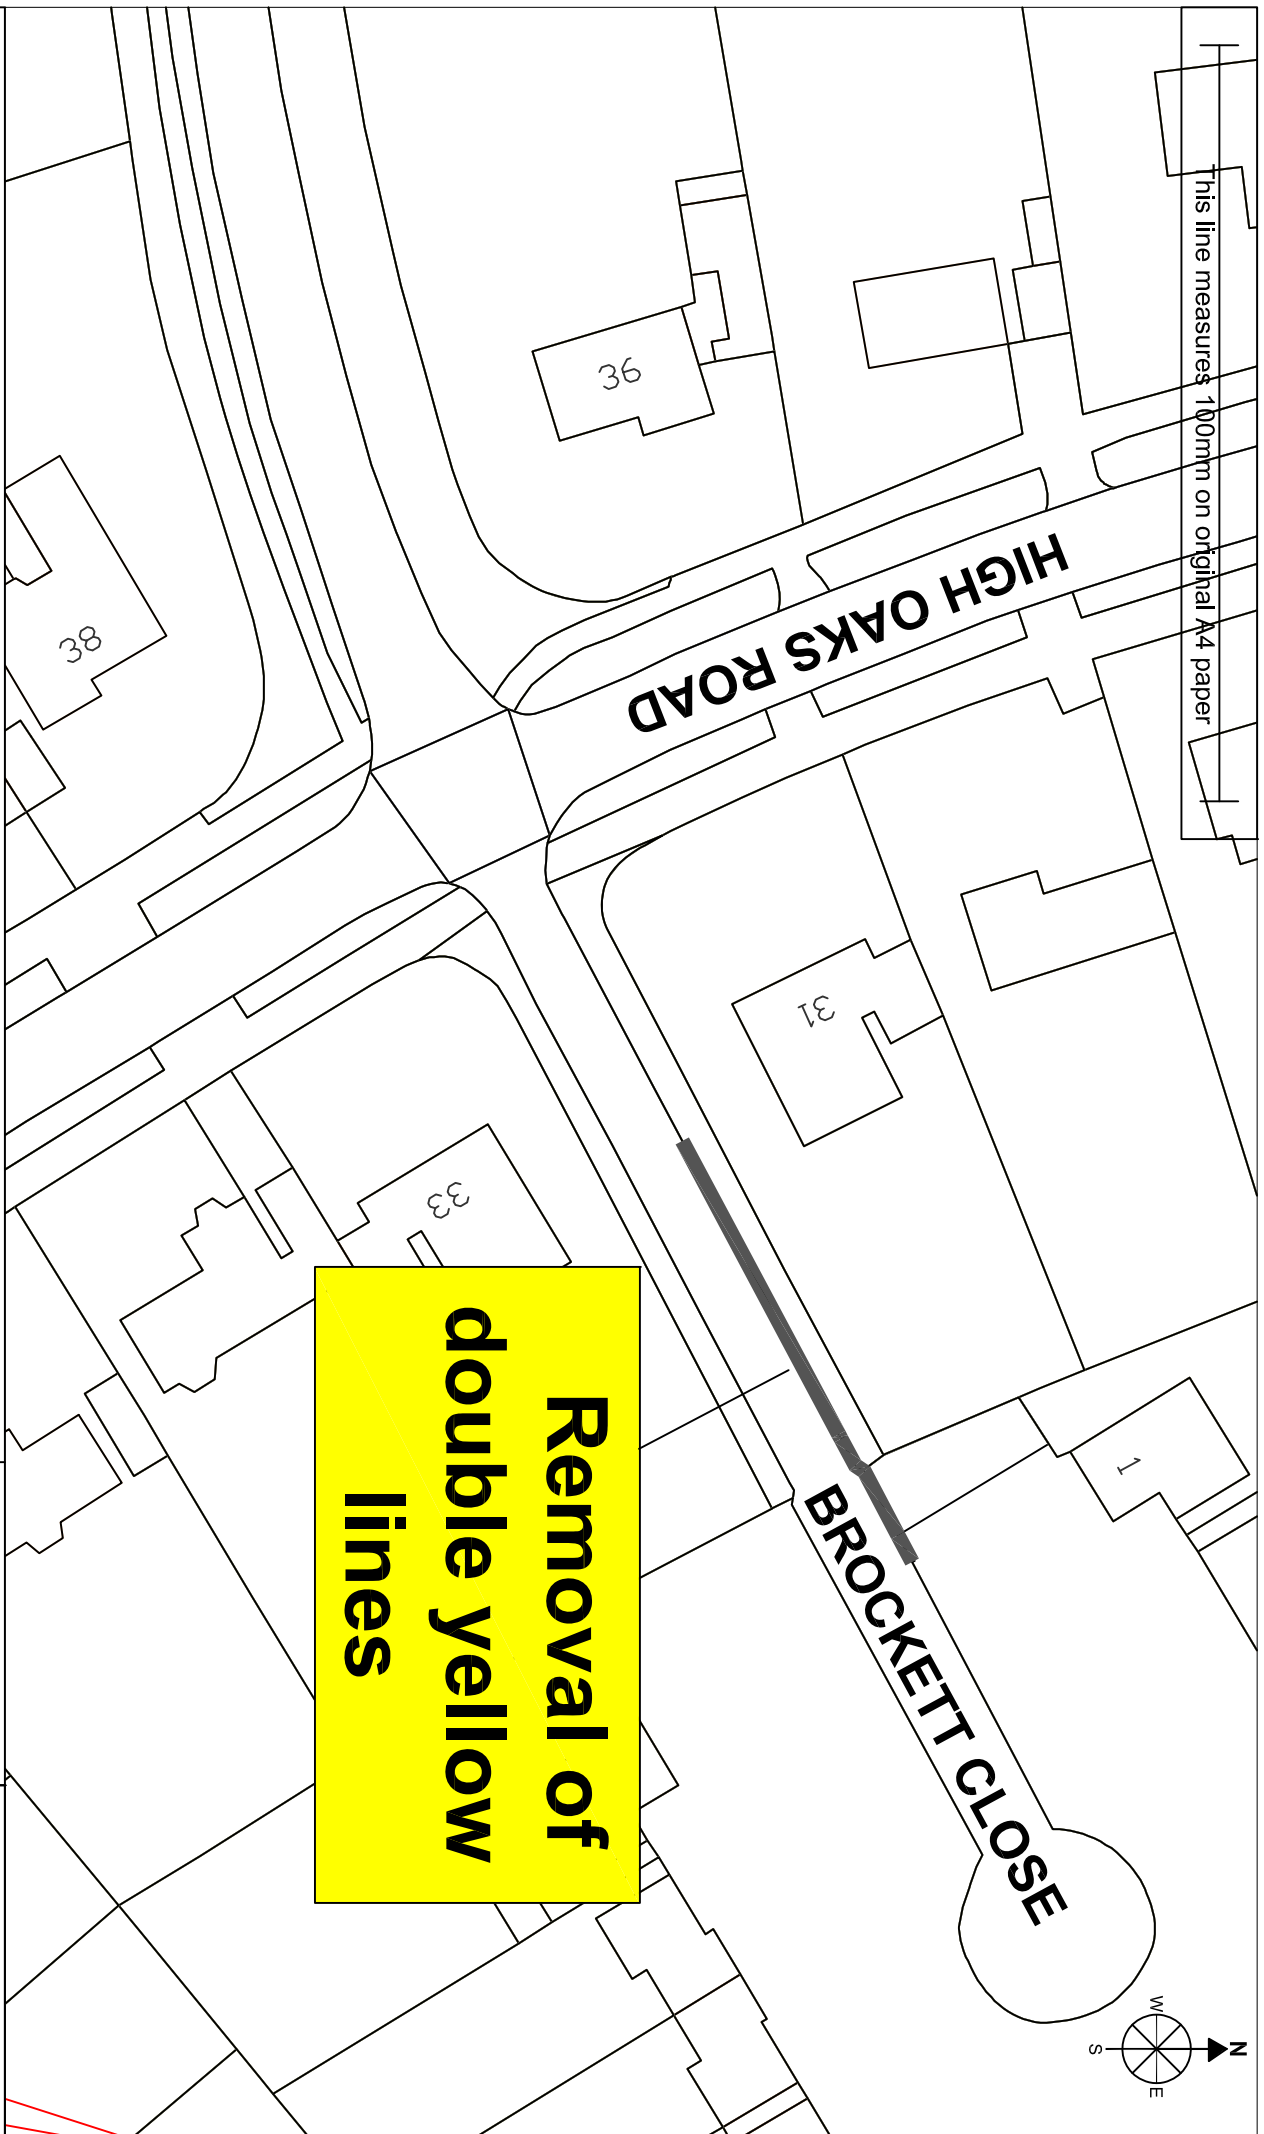 This line measures 100mm on original A4 paper
N
W
E
S
HIGH OAKS ROAD
BROCKETT CLOSE
36
38
31
33
1
Removal of
double yellow
lines